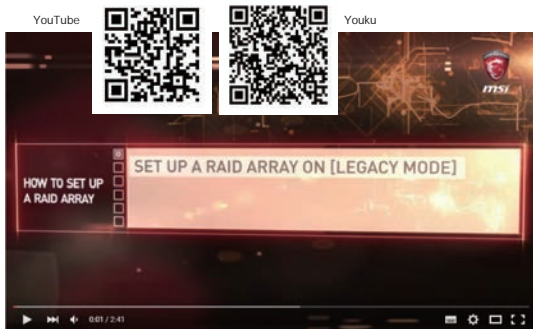 YouTube
Youku
msi
SET UP A RAID ARRAY ON [LEGACY MODE]
HOW TO SET UP
A RAID ARRAY
0:01 / 2:41